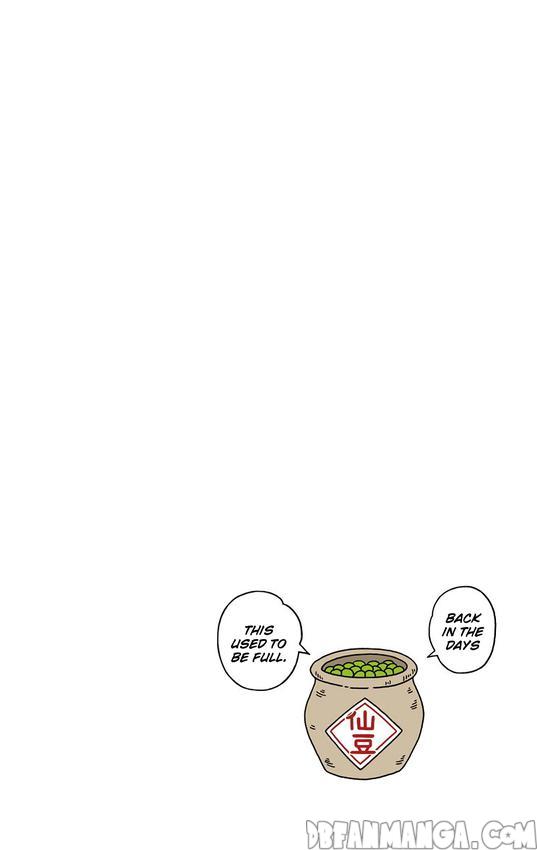 BACK
IN THE
DAYS
THIS
USED TO
BE FULL.
仙
豆
DBFANMANGA.COM